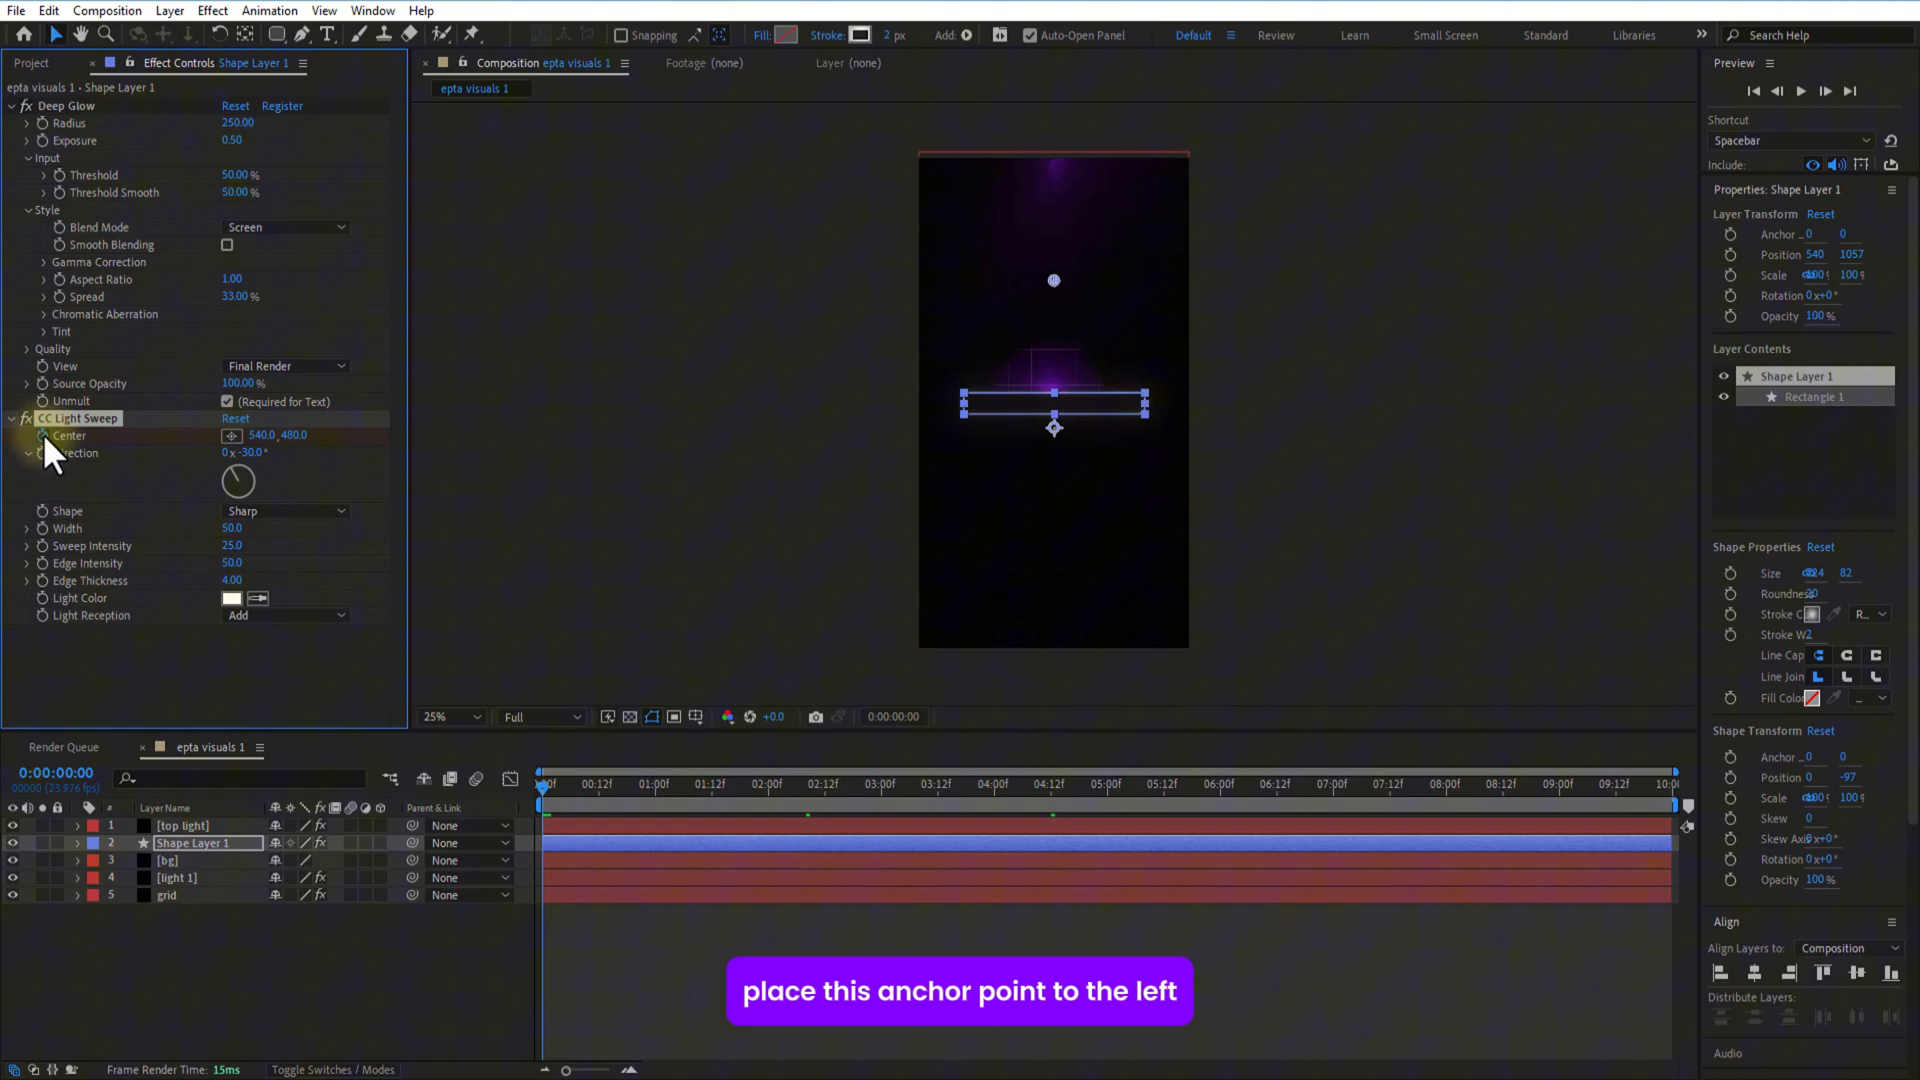 File Edit Composition Layer Effect Animation View Window Help
Snapping Fill: Stroke: 2 px Add: Auto-Open Panel Default Review Learn Small Screen Standard Libraries Search Help
Project Effect Controls Shape Layer 1
epta visuals 1 • Shape Layer 1
fx Deep Glow Reset Register
Radius 250.00
Exposure 0.50
Input
Threshold 50.00 %
Threshold Smooth 50.00 %
Style
Blend Mode Screen
Smooth Blending
Gamma Correction
Aspect Ratio 1.00
Spread 33.00 %
Chromatic Aberration
Tint
Quality
View Final Render
Source Opacity 100.00 %
Unmult (Required for Text)
fx CC Light Sweep Reset
Center 540.0 , 480.0
0 x -30.0 °
Shape Sharp
Width 50.0
Sweep Intensity 25.0
Edge Intensity 50.0
Edge Thickness 4.00
Light Color
Light Reception Add
Composition epta visuals 1 Footage (none) Layer (none)
epta visuals 1
25% Full +0.0 0:00:00:00
Preview
Shortcut
Spacebar
Include:
Properties: Shape Layer 1
Layer Transform Reset
Anchor ... 0 0
Position 540 1057
Scale
Rotation 0 x+0 °
Opacity 100 %
Layer Contents
Shape Layer 1
Rectangle 1
Shape Properties Reset
Size 82
Roundness
Stroke C R...
Stroke W 2
Line Cap
Line Join
Fill Color
Shape Transform Reset
Anchor ... 0 0
Position 0 -97
Scale
Skew 0
Skew Axis
Rotation 0 x+0 °
Opacity 100 %
Align
Align Layers to: Composition
Distribute Layers:
Audio
Render Queue epta visuals 1
0:00:00:00
00000 (23.976 fps)
00:12f 01:00f 01:12f 02:00f 02:12f 03:00f 03:12f 04:00f 04:12f 05:00f 05:12f 06:00f 06:12f 07:00f 07:12f 08:00f 08:12f 09:00f 09:12f
# Layer Name Parent & Link
1 [top light] fx None
2 Shape Layer 1 fx None
3 [bg] None
4 [light 1] fx None
5 grid fx None
place this anchor point to the left
Frame Render Time: 15ms Toggle Switches / Modes